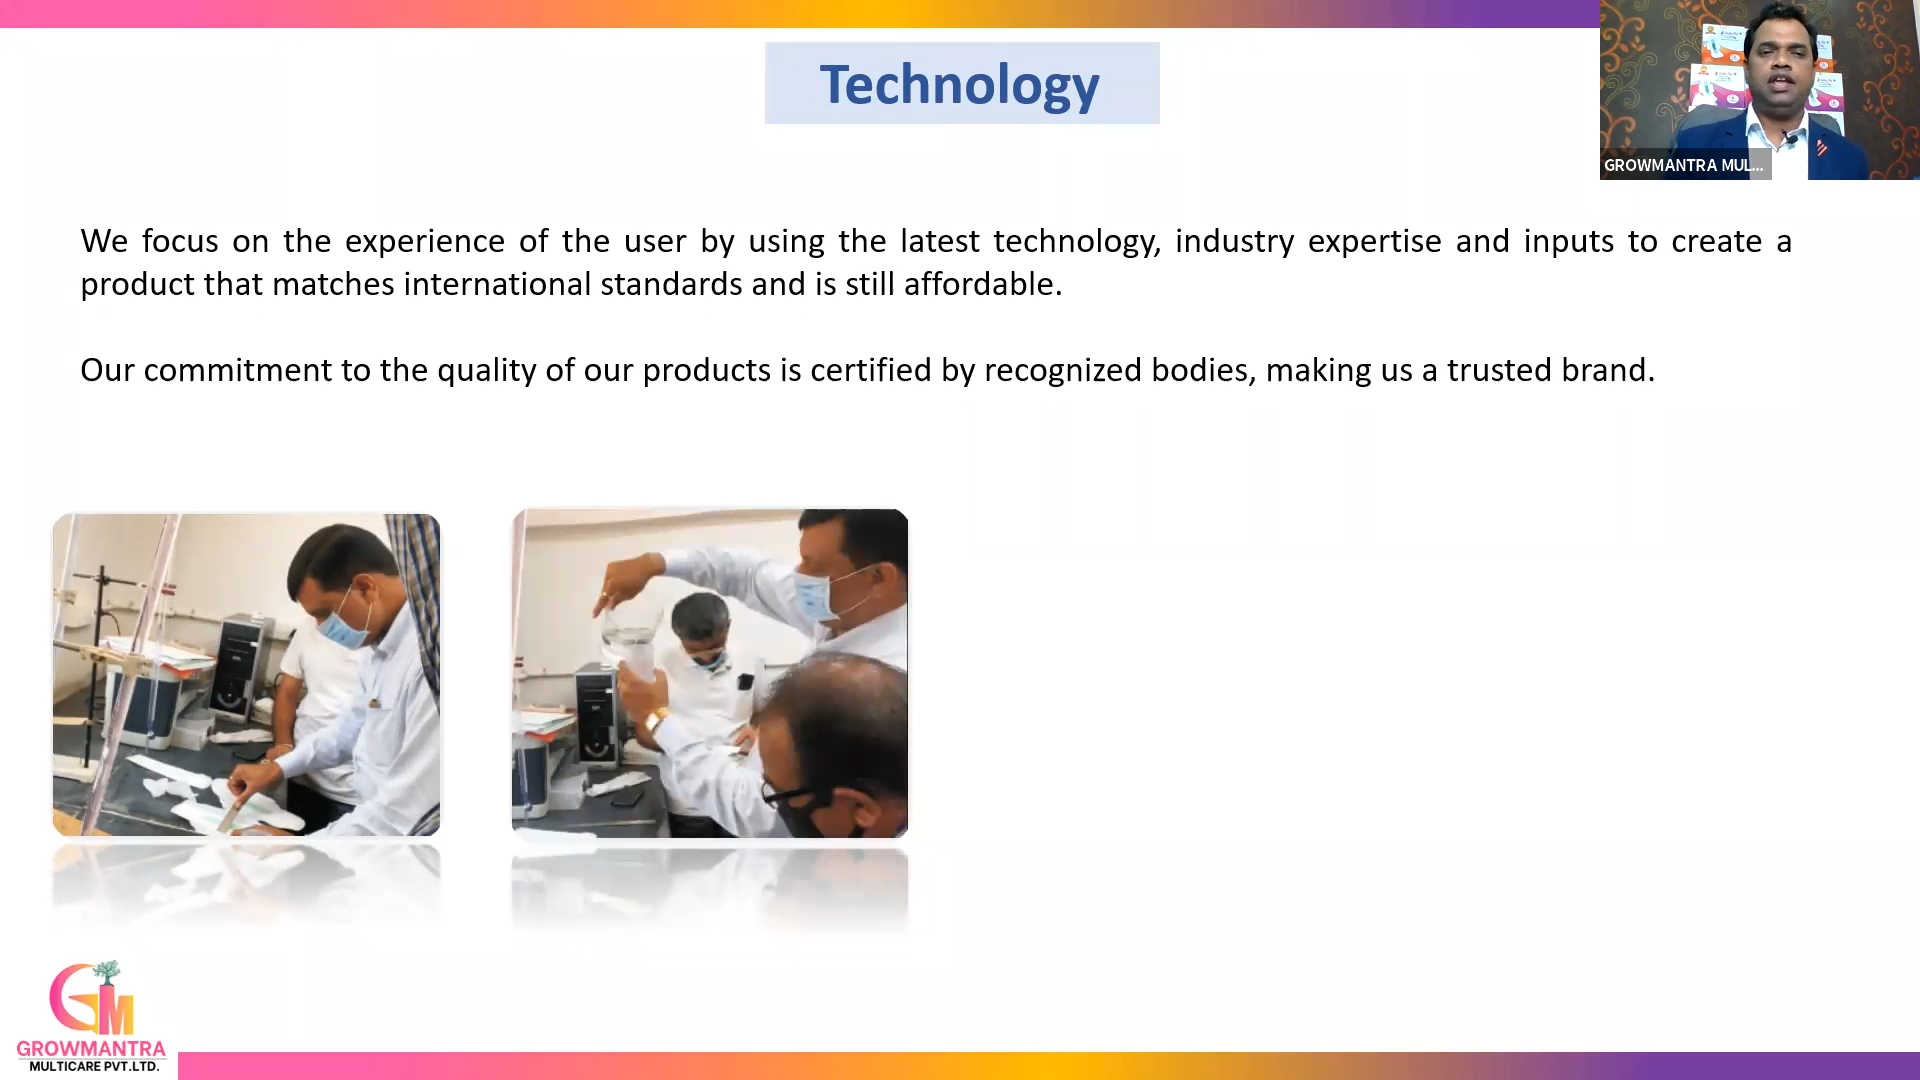 Technology
GROWMANTRA MUL...
We focus on the experience of the user by using the latest technology, industry expertise and inputs to create a
product that matches international standards and is still affordable.
Our commitment to the quality of our products is certified by recognized bodies, making us a trusted brand.
GM
GROWMANTRA
MULTICARE PVT.LTD.